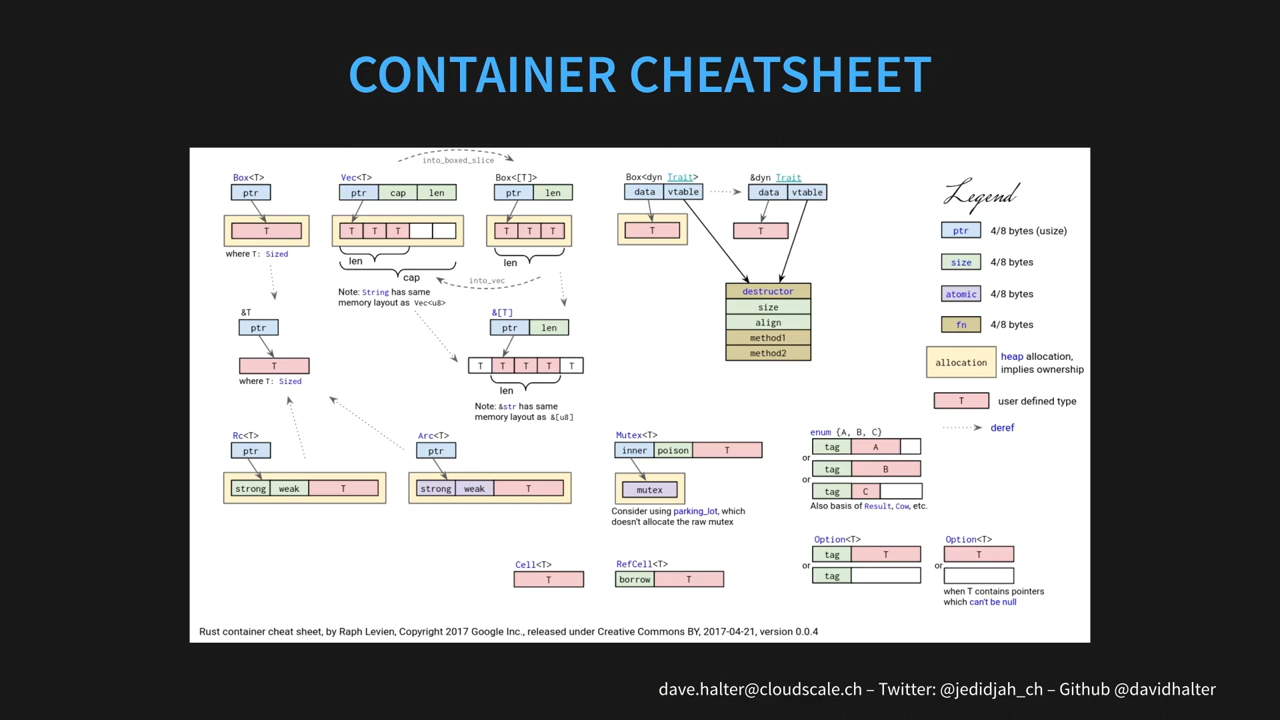 CONTAINER CHEATSHEET
into_boxed_slice
Box<T>
ptr
T
where T: Sized
Vec<T>
ptr cap len
T T T
len
cap
Note: String has same
memory layout as Vec<u8>
Box<[T]>
ptr len
T T T
len
into_vec
Box<dyn Trait>
data vtable
T
&dyn Trait
data vtable
T
destructor
size
align
method1
method2
Legend
ptr 4/8 bytes (usize)
size 4/8 bytes
atomic 4/8 bytes
fn 4/8 bytes
allocation heap allocation,
implies ownership
T user defined type
deref
&T
ptr
T
where T: Sized
&[T]
ptr len
T T T T T
len
Note: &str has same
memory layout as &[u8]
Rc<T>
ptr
strong weak T
Arc<T>
ptr
strong weak T
Mutex<T>
inner poison T
mutex
Consider using parking_lot, which
doesn't allocate the raw mutex
enum {A, B, C}
tag A
or
tag B
or
tag C
Also basis of Result, Cow, etc.
Cell<T>
T
RefCell<T>
borrow T
Option<T>
tag T
or
tag
Option<T>
T
or
when T contains pointers
which can't be null
Rust container cheat sheet, by Raph Levien, Copyright 2017 Google Inc., released under Creative Commons BY, 2017-04-21, version 0.0.4
dave.halter@cloudscale.ch – Twitter: @jedidjah_ch – Github @davidhalter